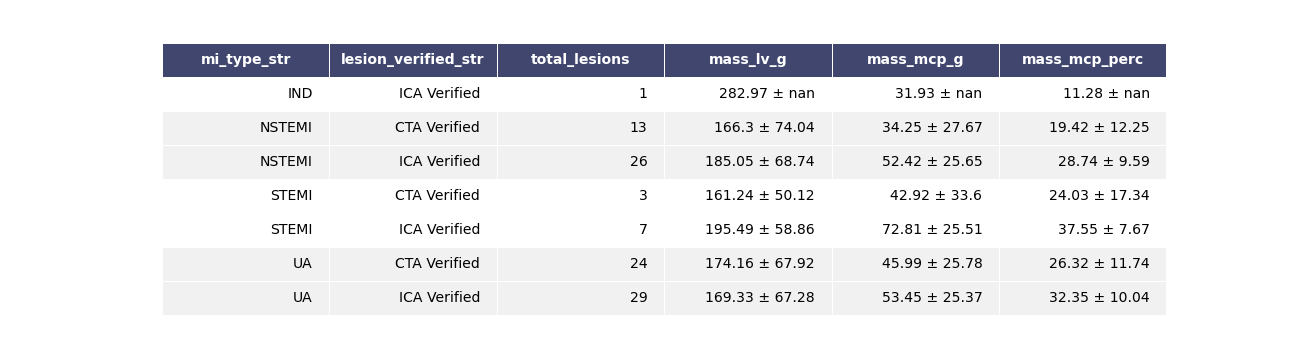 mi_type_str lesion_verified_str total_lesions mass_lv_g mass_mcp_g mass_mcp_perc
IND ICA Verified 1 282.97 ± nan 31.93 ± nan 11.28 ± nan
NSTEMI CTA Verified 13 166.3 ± 74.04 34.25 ± 27.67 19.42 ± 12.25
NSTEMI ICA Verified 26 185.05 ± 68.74 52.42 ± 25.65 28.74 ± 9.59
STEMI CTA Verified 3 161.24 ± 50.12 42.92 ± 33.6 24.03 ± 17.34
STEMI ICA Verified 7 195.49 ± 58.86 72.81 ± 25.51 37.55 ± 7.67
UA CTA Verified 24 174.16 ± 67.92 45.99 ± 25.78 26.32 ± 11.74
UA ICA Verified 29 169.33 ± 67.28 53.45 ± 25.37 32.35 ± 10.04